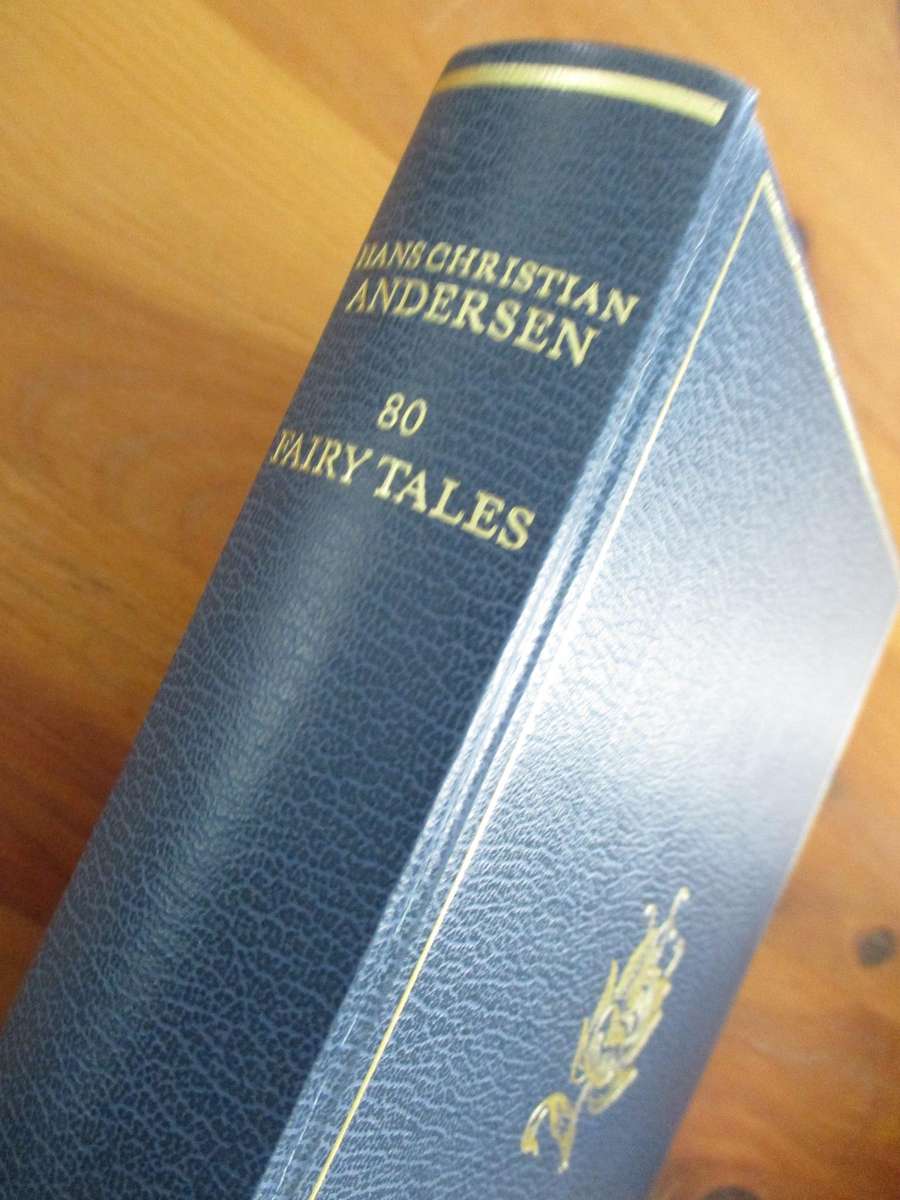 HANS CHRISTIAN
ANDERSEN
80
FAIRY TALES